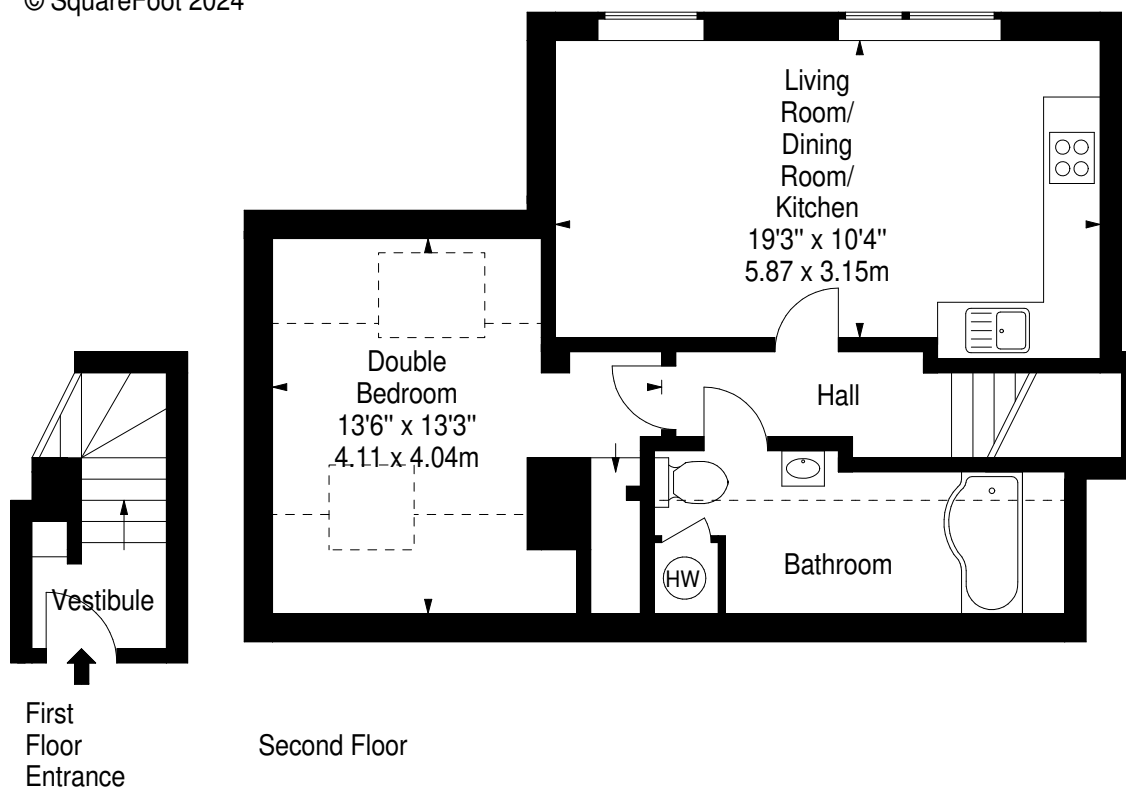 © SquareFoot 2024
Living
Room/
Dining
Room/
Kitchen
19'3" x 10'4"
5.87 x 3.15m
Double
Bedroom
13'6" x 13'3"
4.11 x 4.04m
Hall
Bathroom
HW
Vestibule
First
Floor
Entrance
Second Floor